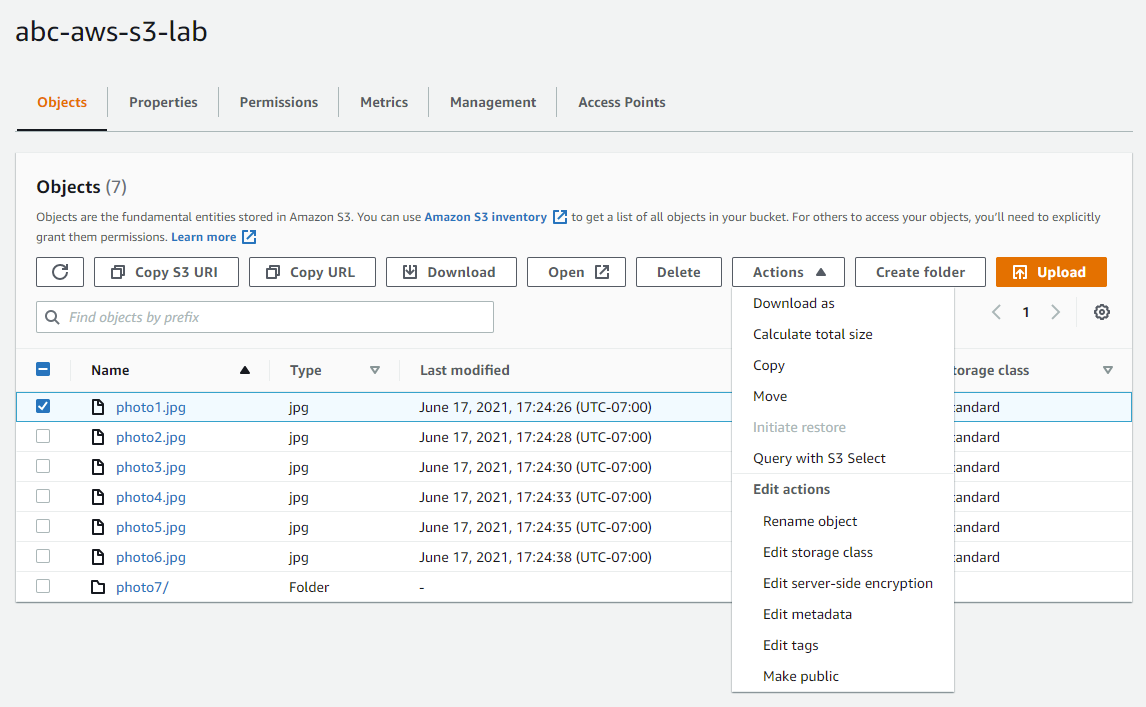 abc-aws-s3-lab
Objects Properties Permissions Metrics Management Access Points
Objects (7)
Objects are the fundamental entities stored in Amazon S3. You can use Amazon S3 inventory to get a list of all objects in your bucket. For others to access your objects, you'll need to explicitly
grant them permissions. Learn more
Copy S3 URI Copy URL Download Open Delete Actions Create folder Upload
Find objects by prefix
1
Name Type Last modified torage class
photo1.jpg jpg June 17, 2021, 17:24:26 (UTC-07:00) tandard
photo2.jpg jpg June 17, 2021, 17:24:28 (UTC-07:00) tandard
photo3.jpg jpg June 17, 2021, 17:24:30 (UTC-07:00) tandard
photo4.jpg jpg June 17, 2021, 17:24:33 (UTC-07:00) tandard
photo5.jpg jpg June 17, 2021, 17:24:35 (UTC-07:00) tandard
photo6.jpg jpg June 17, 2021, 17:24:38 (UTC-07:00) tandard
photo7/ Folder -
Download as
Calculate total size
Copy
Move
Initiate restore
Query with S3 Select
Edit actions
Rename object
Edit storage class
Edit server-side encryption
Edit metadata
Edit tags
Make public